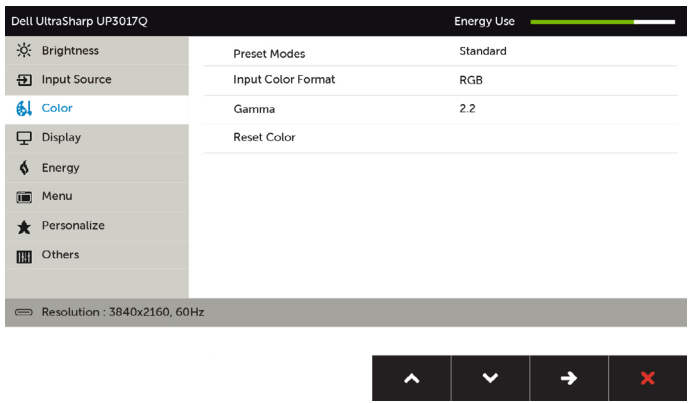 Dell UltraSharp UP3017Q Energy Use
Brightness
Input Source
Color
Display
Energy
Menu
Personalize
Others
Preset Modes Standard
Input Color Format RGB
Gamma 2.2
Reset Color
Resolution : 3840x2160, 60Hz